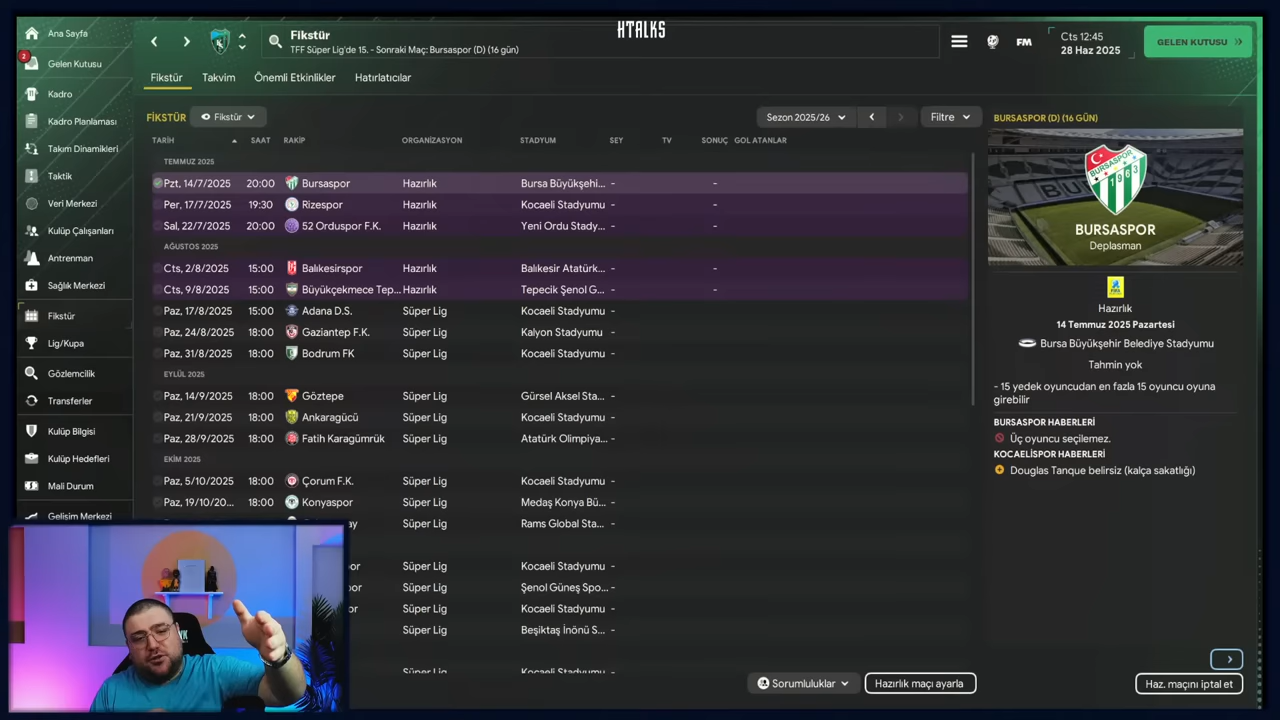 HTALKS
Ana Sayfa
2
Gelen Kutusu
Kadro
Kadro Planlaması
Takım Dinamikleri
Taktik
Veri Merkezi
Kulüp Çalışanları
Antrenman
Sağlık Merkezi
Fikstür
Lig/Kupa
Gözlemcilik
Transferler
Kulüp Bilgisi
Kulüp Hedefleri
Mali Durum
Gelişim Merkezi
Fikstür
TFF Süper Lig'de 15. - Sonraki Maç: Bursaspor (D) (16 gün)
FM
Cts 12:45
28 Haz 2025
GELEN KUTUSU
Fikstür Takvim Önemli Etkinlikler Hatırlatıcılar
FİKSTÜR Fikstür Sezon 2025/26 Filtre
TARİH SAAT RAKİP ORGANIZASYON STADYUM SEY TV SONUÇ GOL ATANLAR
TEMMUZ 2025
Pzt, 14/7/2025 20:00 Bursaspor Hazırlık Bursa Büyükşehi... - -
Per, 17/7/2025 19:30 Rizespor Hazırlık Kocaeli Stadyumu - -
Sal, 22/7/2025 20:00 52 Orduspor F.K. Hazırlık Yeni Ordu Stady... - -
AĞUSTOS 2025
Cts, 2/8/2025 15:00 Balıkesirspor Hazırlık Balıkesir Atatürk... - -
Cts, 9/8/2025 15:00 Büyükçekmece Tep... Hazırlık Tepecik Şenol G... - -
Paz, 17/8/2025 15:00 Adana D.S. Süper Lig Kocaeli Stadyumu -
Paz, 24/8/2025 18:00 Gaziantep F.K. Süper Lig Kalyon Stadyumu -
Paz, 31/8/2025 18:00 Bodrum FK Süper Lig Kocaeli Stadyumu -
EYLÜL 2025
Paz, 14/9/2025 18:00 Göztepe Süper Lig Gürsel Aksel Sta... -
Paz, 21/9/2025 18:00 Ankaragücü Süper Lig Kocaeli Stadyumu -
Paz, 28/9/2025 18:00 Fatih Karagümrük Süper Lig Atatürk Olimpiya... -
EKİM 2025
Paz, 5/10/2025 18:00 Çorum F.K. Süper Lig Kocaeli Stadyumu -
Paz, 19/10/20... 18:00 Konyaspor Süper Lig Medaş Konya Bü... -
ay Süper Lig Rams Global Sta... -
or Süper Lig Kocaeli Stadyumu -
por Süper Lig Şenol Güneş Spo... -
or Süper Lig Kocaeli Stadyumu -
Süper Lig Beşiktaş İnönü S... -
Süper Lig Kocaeli Stadyumu -
Sorumluluklar Hazırlık maçı ayarla
BURSASPOR (D) (16 GÜN)
BURSASPOR
1963
BURSASPOR
Deplasman
Hazırlık
14 Temmuz 2025 Pazartesi
Bursa Büyükşehir Belediye Stadyumu
Tahmin yok
- 15 yedek oyuncudan en fazla 15 oyuncu oyuna
girebilir
BURSASPOR HABERLERİ
Üç oyuncu seçilemez.
KOCAELİSPOR HABERLERİ
Douglas Tanque belirsiz (kalça sakatlığı)
Haz. maçını iptal et